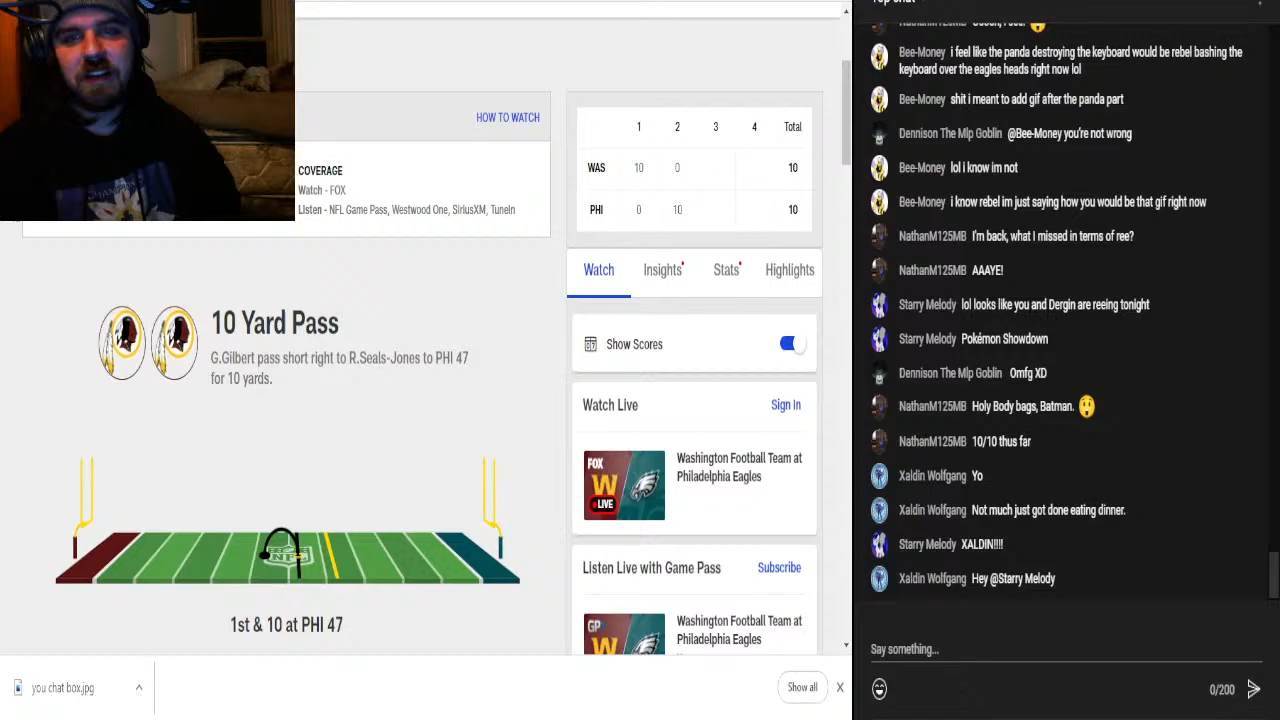 HOW TO WATCH
COVERAGE
Watch - FOX
Listen - NFL Game Pass, Westwood One, SiriusXM, TuneIn
1 2 3 4 Total
WAS 10 0 10
PHI 0 10 10
Watch Insights Stats Highlights
10 Yard Pass
G.Gilbert pass short right to R.Seals-Jones to PHI 47
for 10 yards.
Show Scores
Watch Live Sign In
FOX
W
LIVE
Washington Football Team at
Philadelphia Eagles
NFL
Listen Live with Game Pass Subscribe
GP
W
Washington Football Team at
Philadelphia Eagles
1st & 10 at PHI 47
you chat box.jpg
Show all
X
Bee-Money i feel like the panda destroying the keyboard would be rebel bashing the
keyboard over the eagles heads right now lol
Bee-Money shit i meant to add gif after the panda part
Dennison The Mlp Goblin @Bee-Money you're not wrong
Bee-Money lol i know im not
Bee-Money i know rebel im just saying how you would be that gif right now
NathanM125MB I'm back, what I missed in terms of ree?
NathanM125MB AAAYE!
Starry Melody lol looks like you and Dergin are reeing tonight
Starry Melody Pokémon Showdown
Dennison The Mlp Goblin Omfg XD
NathanM125MB Holy Body bags, Batman. 😲
NathanM125MB 10/10 thus far
Xaldin Wolfgang Yo
Xaldin Wolfgang Not much just got done eating dinner.
Starry Melody XALDIN!!!!
Xaldin Wolfgang Hey @Starry Melody
Say something...
0/200